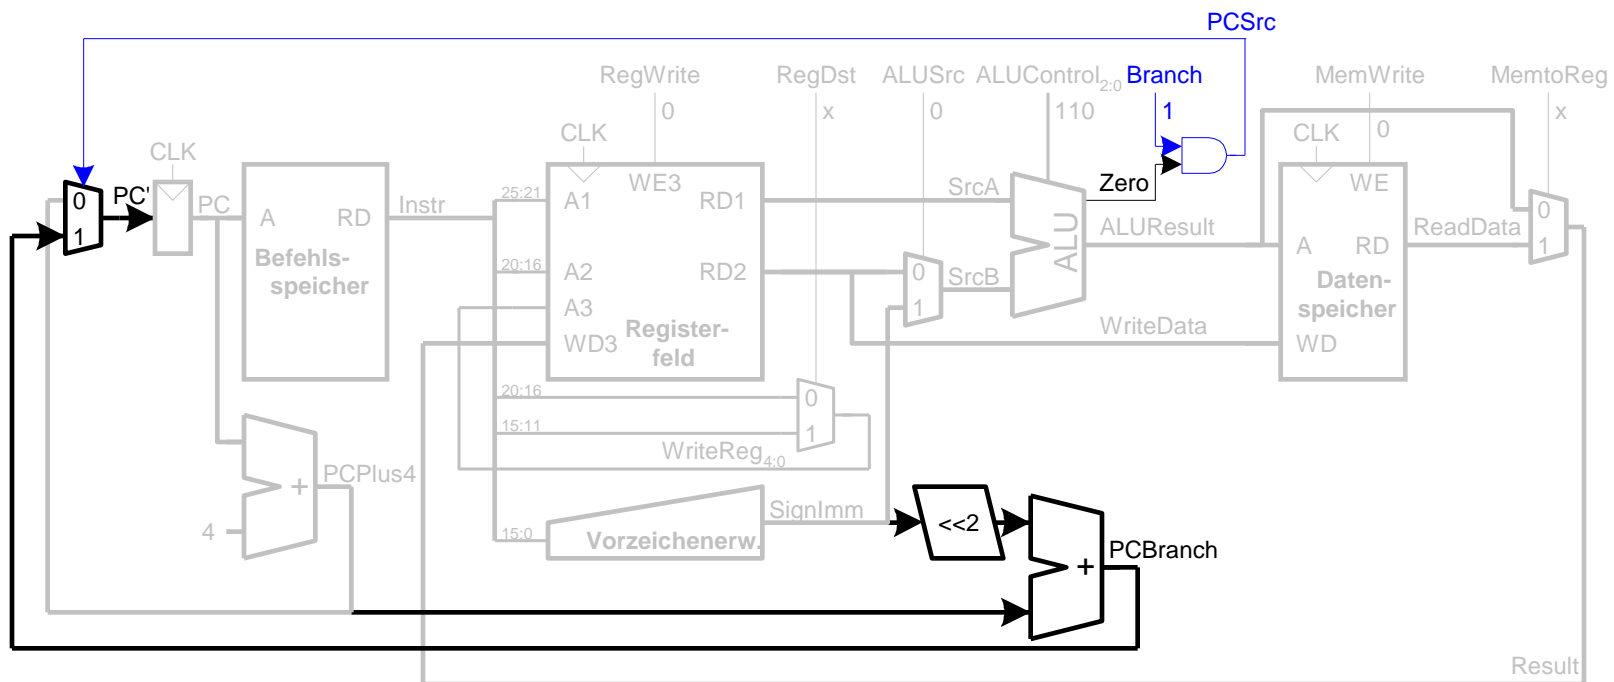 PCSrc
RegWrite RegDst ALUSrc ALUControl2:0 Branch MemWrite MemtoReg
0 x 0 110 1 0 x
CLK CLK CLK
0 PC' PC A RD Instr 25:21 A1 WE3 RD1 SrcA Zero WE
1 ALU ALUResult A RD ReadData 0 1
Befehls-
speicher
20:16 A2 RD2 0 SrcB
A3 1
Daten-
speicher
WD3 Register-
feld
WriteData WD
20:16 0
15:11 1
WriteReg4:0
+ PCPlus4
4
15:0 Vorzeichenerw. SignImm <<2
+ PCBranch
Result